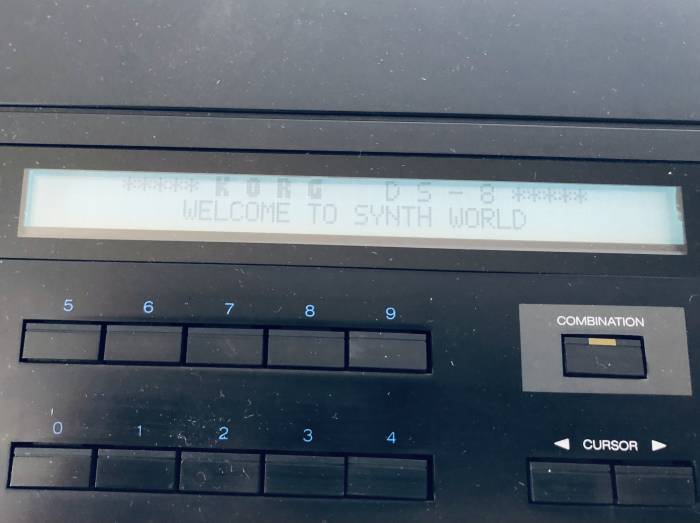 ***** KORG DS-8 *****
WELCOME TO SYNTH WORLD
5 6 7 8 9
COMBINATION
0 1 2 3 4
◀ CURSOR ▶